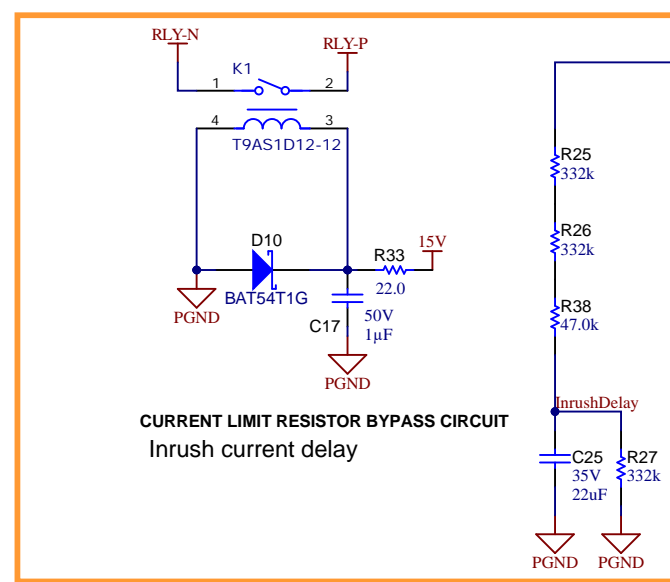 RLY-N
RLY-P
K1
1
2
4
3
T9AS1D12-12
D10
BAT54T1G
PGND
R33
22.0
15V
C17
50V
1µF
PGND
CURRENT LIMIT RESISTOR BYPASS CIRCUIT
Inrush current delay
R25
332k
R26
332k
R38
47.0k
InrushDelay
C25
35V
22uF
R27
332k
PGND
PGND